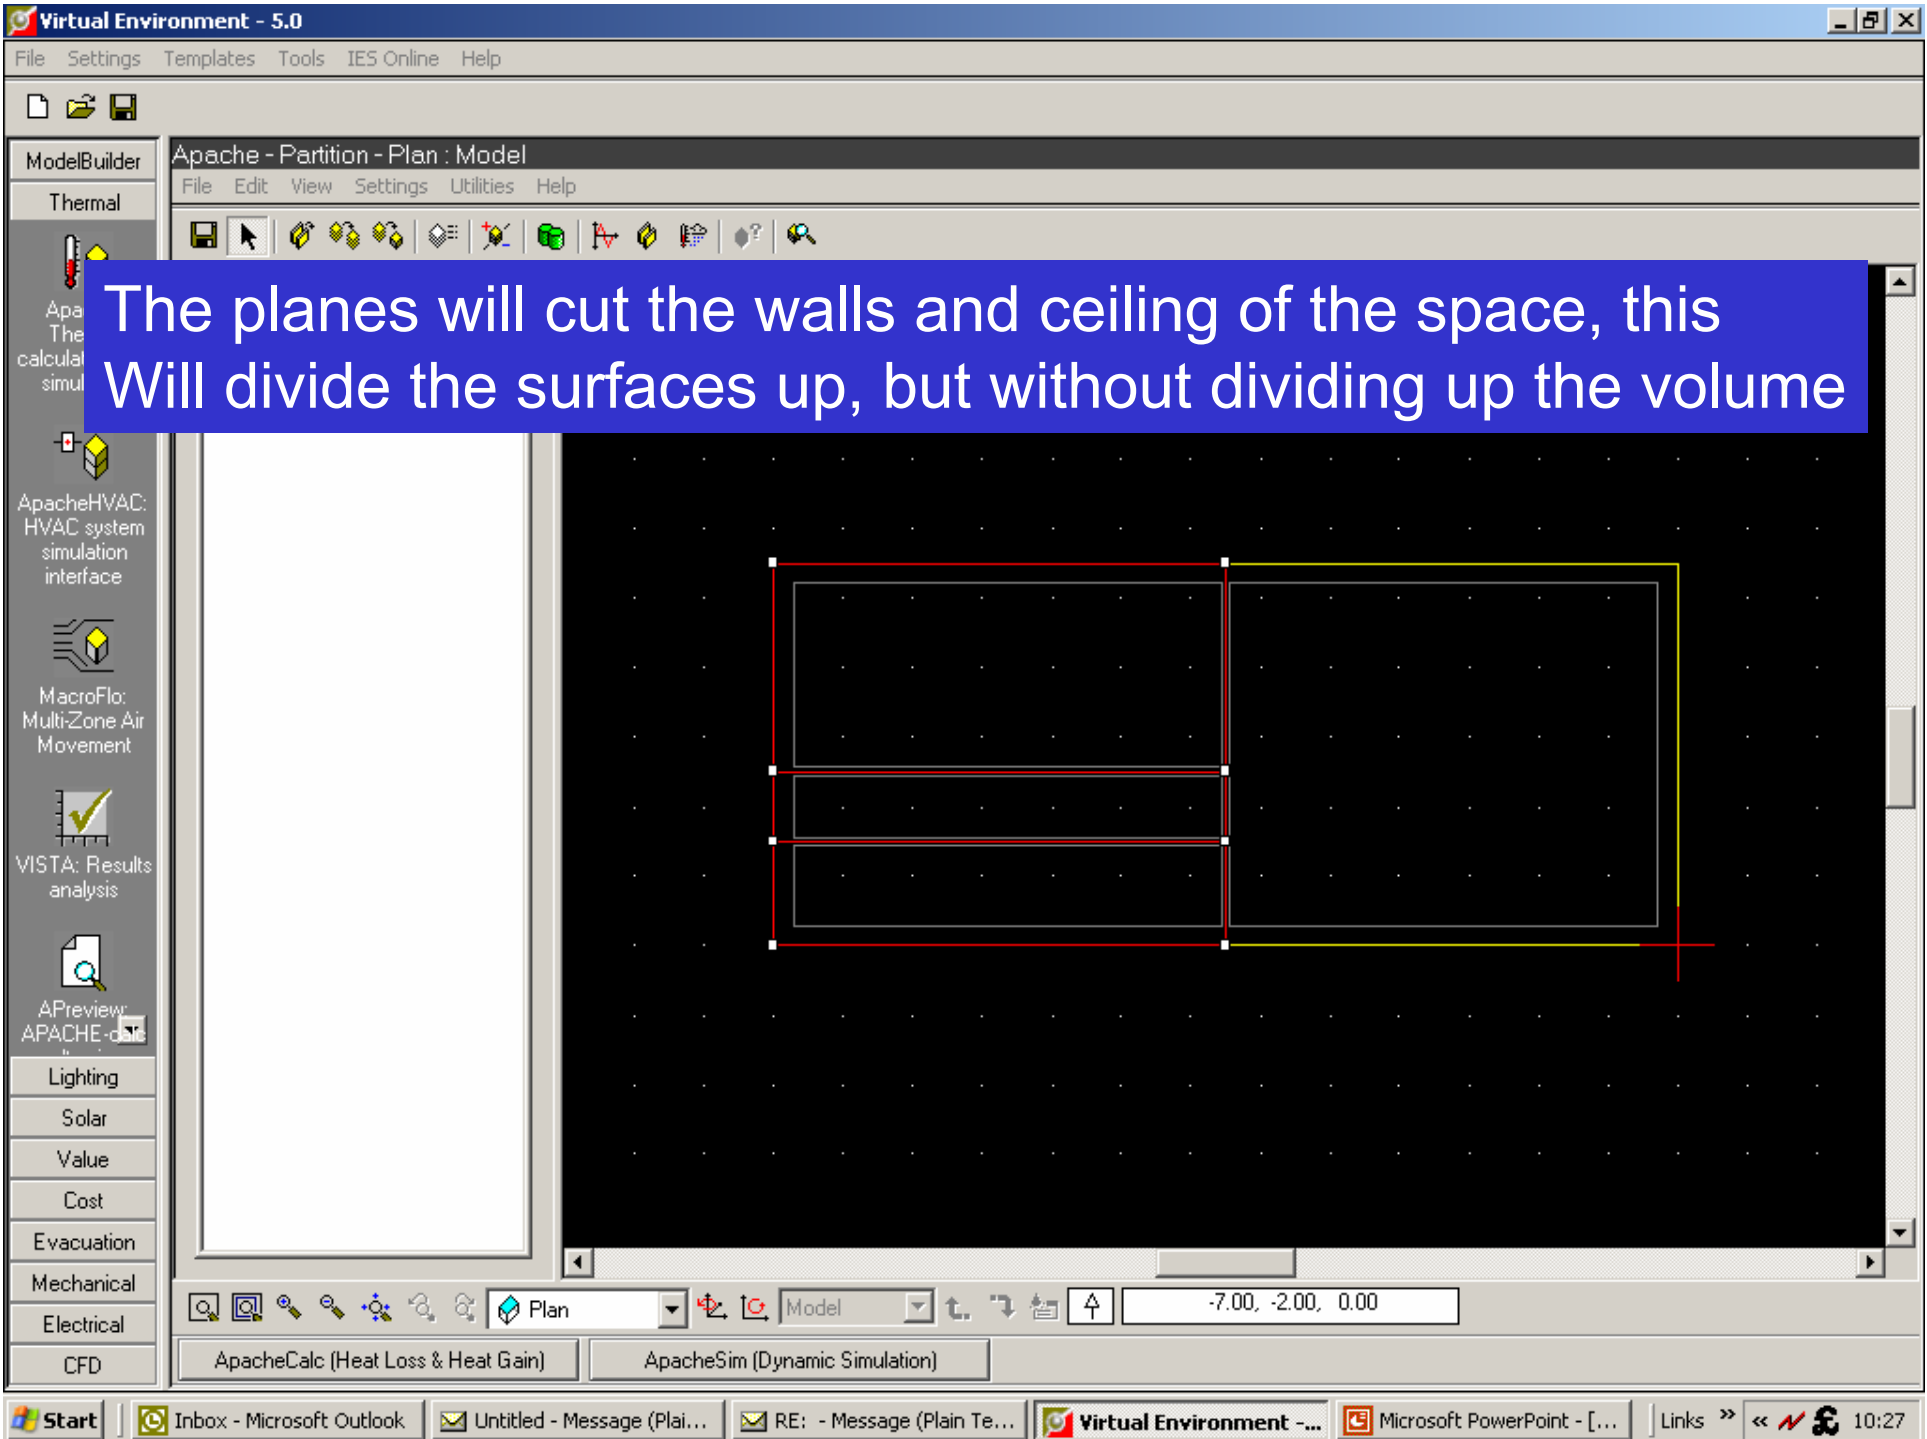 Virtual Environment - 5.0
File Settings Templates Tools IES Online Help
ModelBuilder
Thermal
Apache - Partition - Plan : Model
File Edit View Settings Utilities Help
The planes will cut the walls and ceiling of the space, this
Will divide the surfaces up, but without dividing up the volume
ApacheHVAC:
HVAC system
simulation
interface
MacroFlo:
Multi-Zone Air
Movement
VISTA: Results
analysis
APreview:
APACHE-calc
Lighting
Solar
Value
Cost
Evacuation
Mechanical
Electrical
CFD
Plan
Model
-7.00, -2.00, 0.00
ApacheCalc (Heat Loss & Heat Gain)
ApacheSim (Dynamic Simulation)
Start
Inbox - Microsoft Outlook
Untitled - Message (Plai...
RE: - Message (Plain Te...
Virtual Environment -...
Microsoft PowerPoint - [...
Links »
10:27